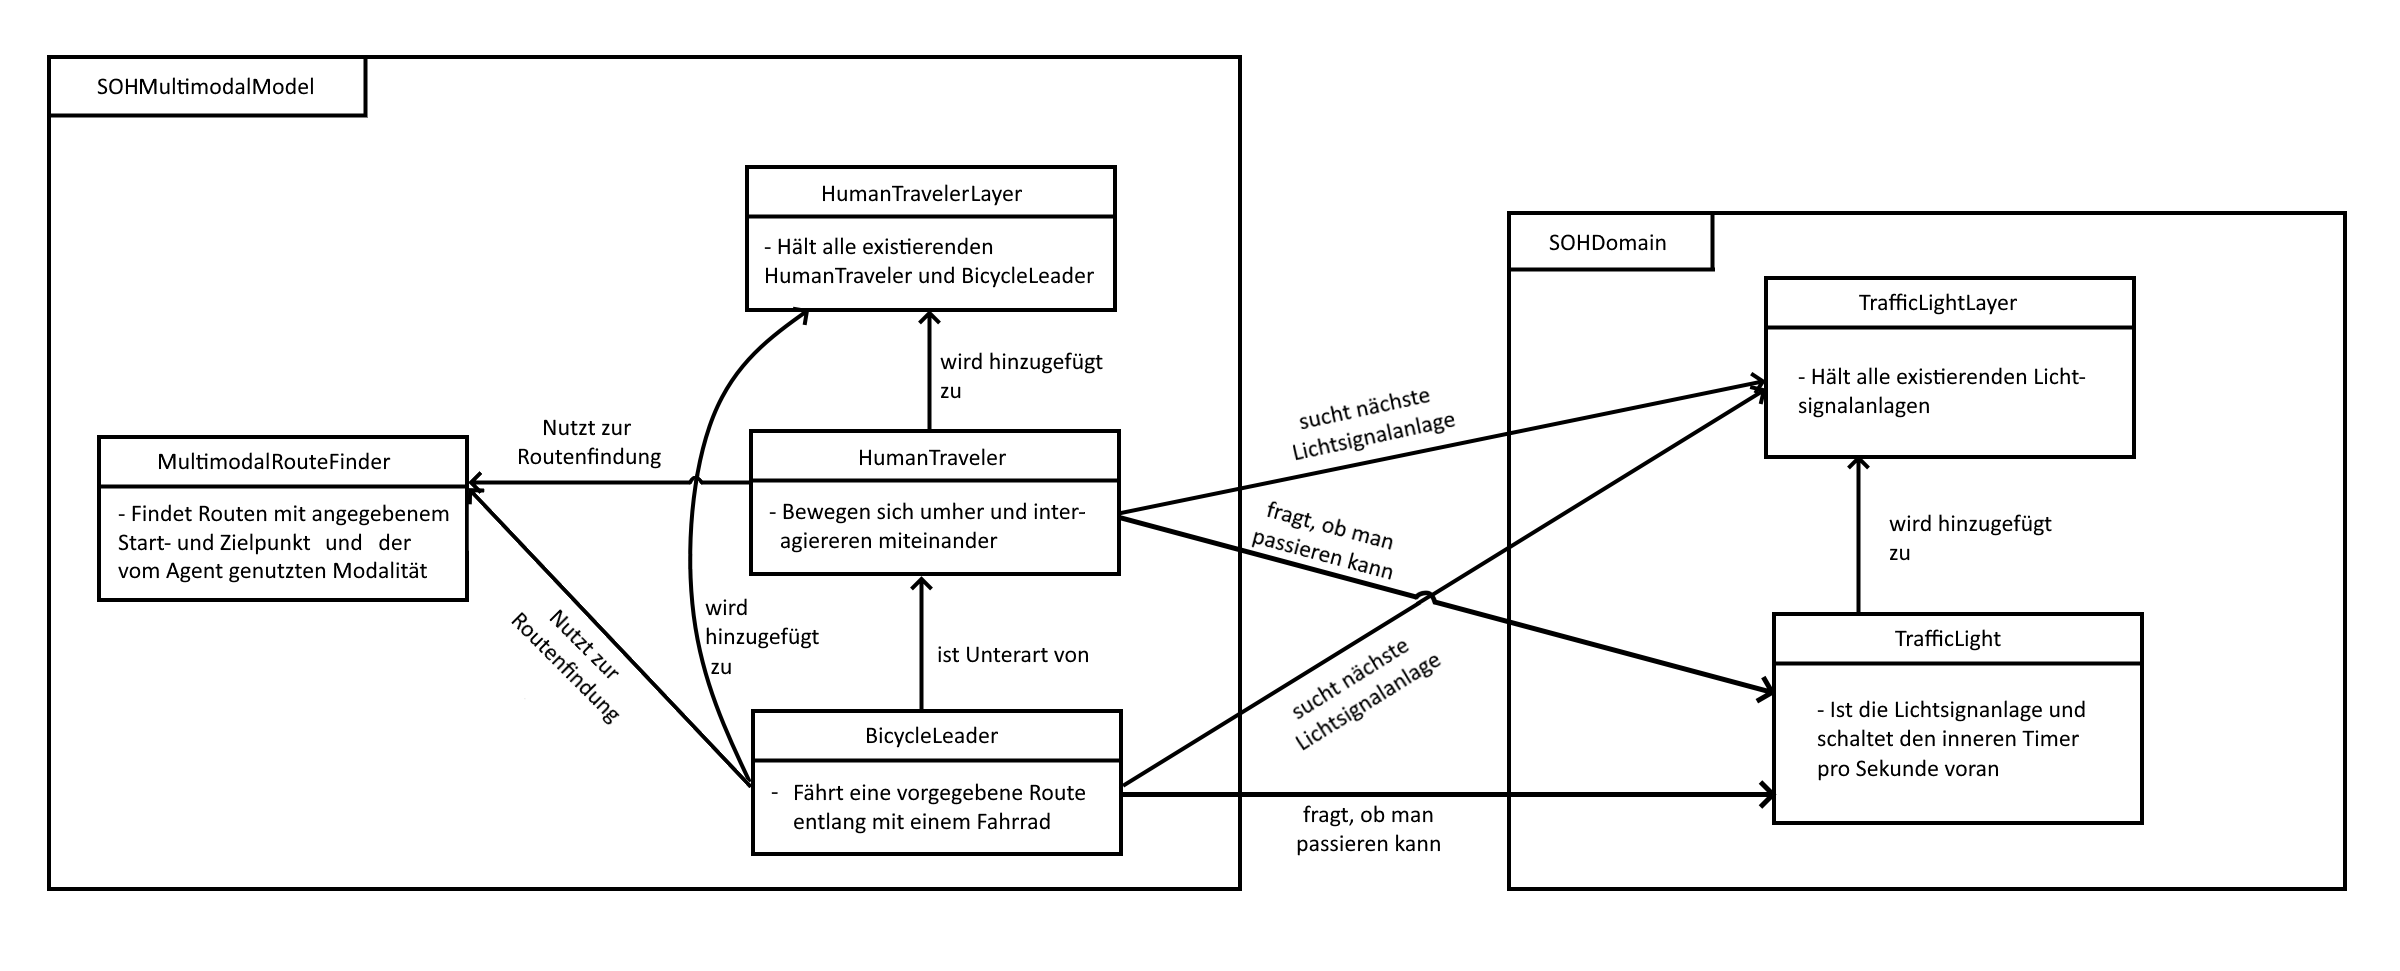 SOHMultimodalModel
HumanTravelerLayer
- Hält alle existierenden
HumanTraveler und BicycleLeader
wird hinzugefügt
zu
Nutzt zur
Routenfindung
MultimodalRouteFinder
- Findet Routen mit angegebenem
Start- und Zielpunkt und der
vom Agent genutzten Modalität
HumanTraveler
- Bewegen sich umher und inter-
agiereren miteinander
wird
hinzugefügt
zu
Nutzt zur
Routenfindung
ist Unterart von
BicycleLeader
- Fährt eine vorgegebene Route
entlang mit einem Fahrrad
sucht nächste
Lichtsignalanlage
fragt, ob man
passieren kann
sucht nächste
Lichtsignalanlage
fragt, ob man
passieren kann
SOHDomain
TrafficLightLayer
- Hält alle existierenden Licht-
signalanlagen
wird hinzugefügt
zu
TrafficLight
- Ist die Lichtsignanlage und
schaltet den inneren Timer
pro Sekunde voran